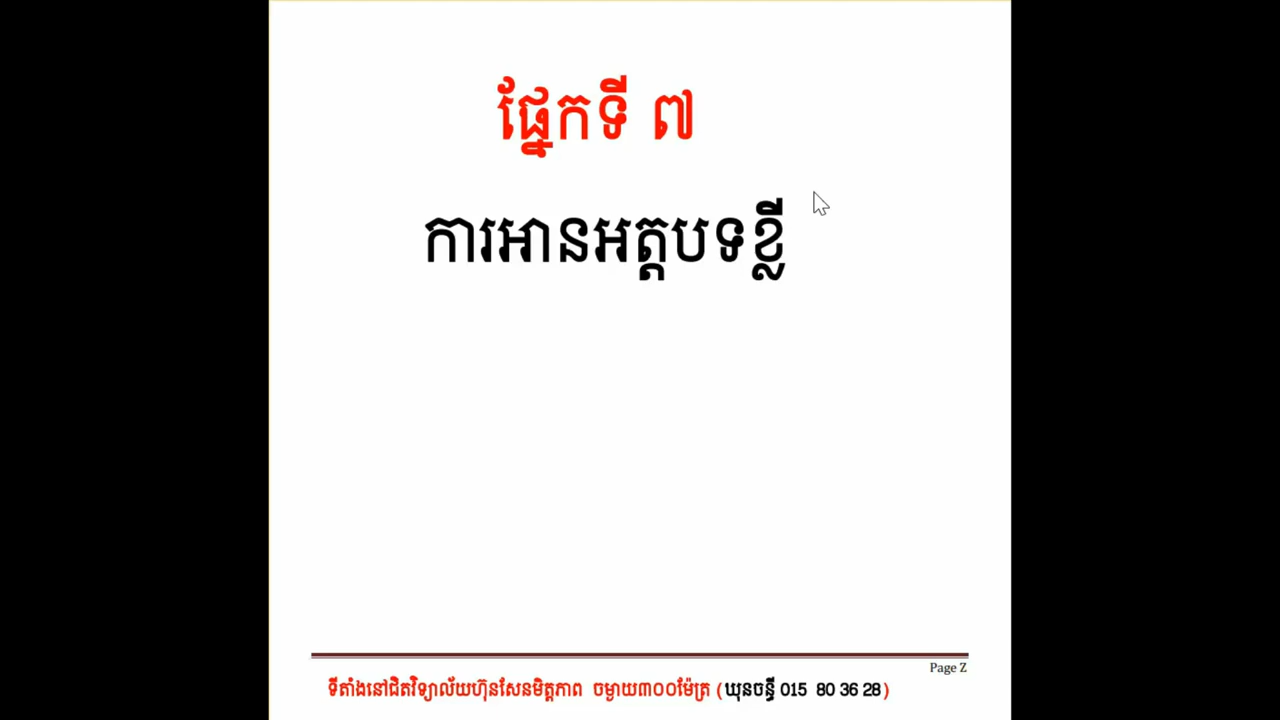 ផ្នែកទី ៧
ការអានអត្តបទខ្លី
Page Z
ទីតាំងនៅជិតវិទ្យាល័យហ៊ុនសែនមិត្តភាព ចម្ងាយ៣០០ម៉ែត្រ (ឃុនចន្ធី 015 80 36 28)